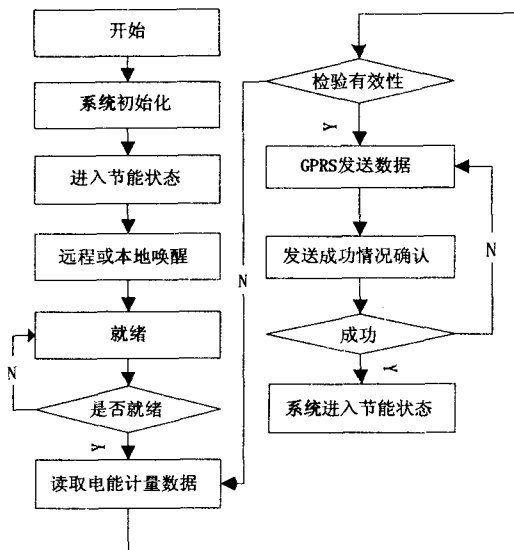 开始
系统初始化
进入节能状态
远程或本地唤醒
就绪
N
是否就绪
Y
读取电能计量数据
检验有效性
Y
N
GPRS发送数据
发送成功情况确认
N
成功
Y
系统进入节能状态